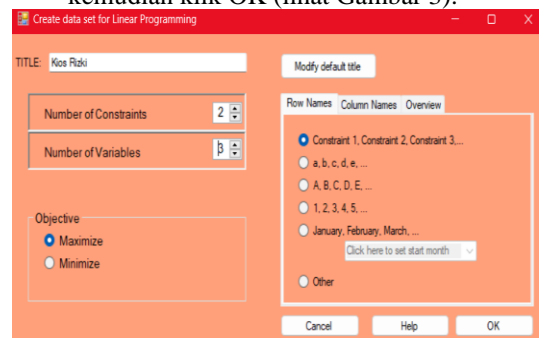 kemudian klik OK (lihat Gambar 3).
Create data set for Linear Programming
TITLE: Kios Rizki
Modify default title
Number of Constraints 2
Number of Variables 3
Objective
Maximize
Minimize
Row Names Column Names Overview
Constraint 1, Constraint 2, Constraint 3,...
a, b, c, d, e, ...
A, B, C, D, E, ...
1, 2, 3, 4, 5, ...
January, February, March, ...
Click here to set start month
Other
Cancel Help OK